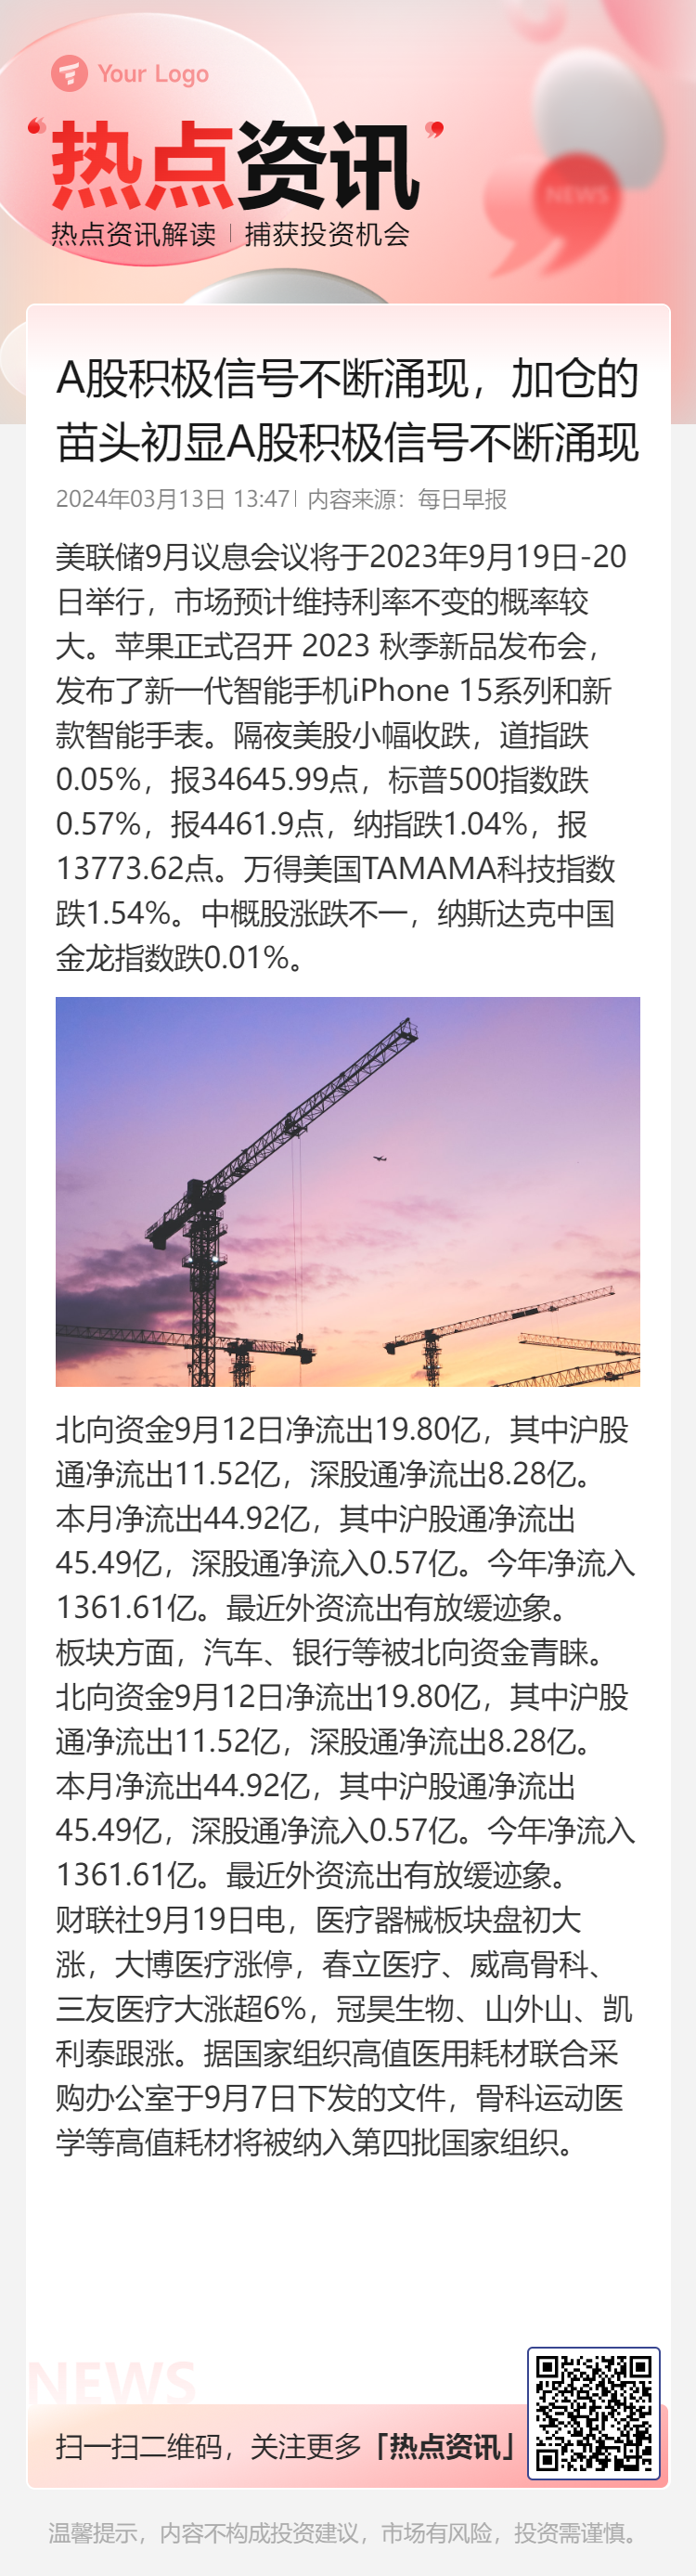 Your Logo
热点资讯
热点资讯解读 | 捕获投资机会
NEWS
A股积极信号不断涌现，加仓的
苗头初显A股积极信号不断涌现
2024年03月13日 13:47| 内容来源：每日早报
美联储9月议息会议将于2023年9月19日-20
日举行，市场预计维持利率不变的概率较
大。苹果正式召开 2023 秋季新品发布会，
发布了新一代智能手机iPhone 15系列和新
款智能手表。隔夜美股小幅收跌，道指跌
0.05%，报34645.99点，标普500指数跌
0.57%，报4461.9点，纳指跌1.04%，报
13773.62点。万得美国TAMAMA科技指数
跌1.54%。中概股涨跌不一，纳斯达克中国
金龙指数跌0.01%。
北向资金9月12日净流出19.80亿，其中沪股
通净流出11.52亿，深股通净流出8.28亿。
本月净流出44.92亿，其中沪股通净流出
45.49亿，深股通净流入0.57亿。今年净流入
1361.61亿。最近外资流出有放缓迹象。
板块方面，汽车、银行等被北向资金青睐。
北向资金9月12日净流出19.80亿，其中沪股
通净流出11.52亿，深股通净流出8.28亿。
本月净流出44.92亿，其中沪股通净流出
45.49亿，深股通净流入0.57亿。今年净流入
1361.61亿。最近外资流出有放缓迹象。
财联社9月19日电，医疗器械板块盘初大
涨，大博医疗涨停，春立医疗、威高骨科、
三友医疗大涨超6%，冠昊生物、山外山、凯
利泰跟涨。据国家组织高值医用耗材联合采
购办公室于9月7日下发的文件，骨科运动医
学等高值耗材将被纳入第四批国家组织。
NEWS
扫一扫二维码，关注更多「热点资讯」
温馨提示，内容不构成投资建议，市场有风险，投资需谨慎。